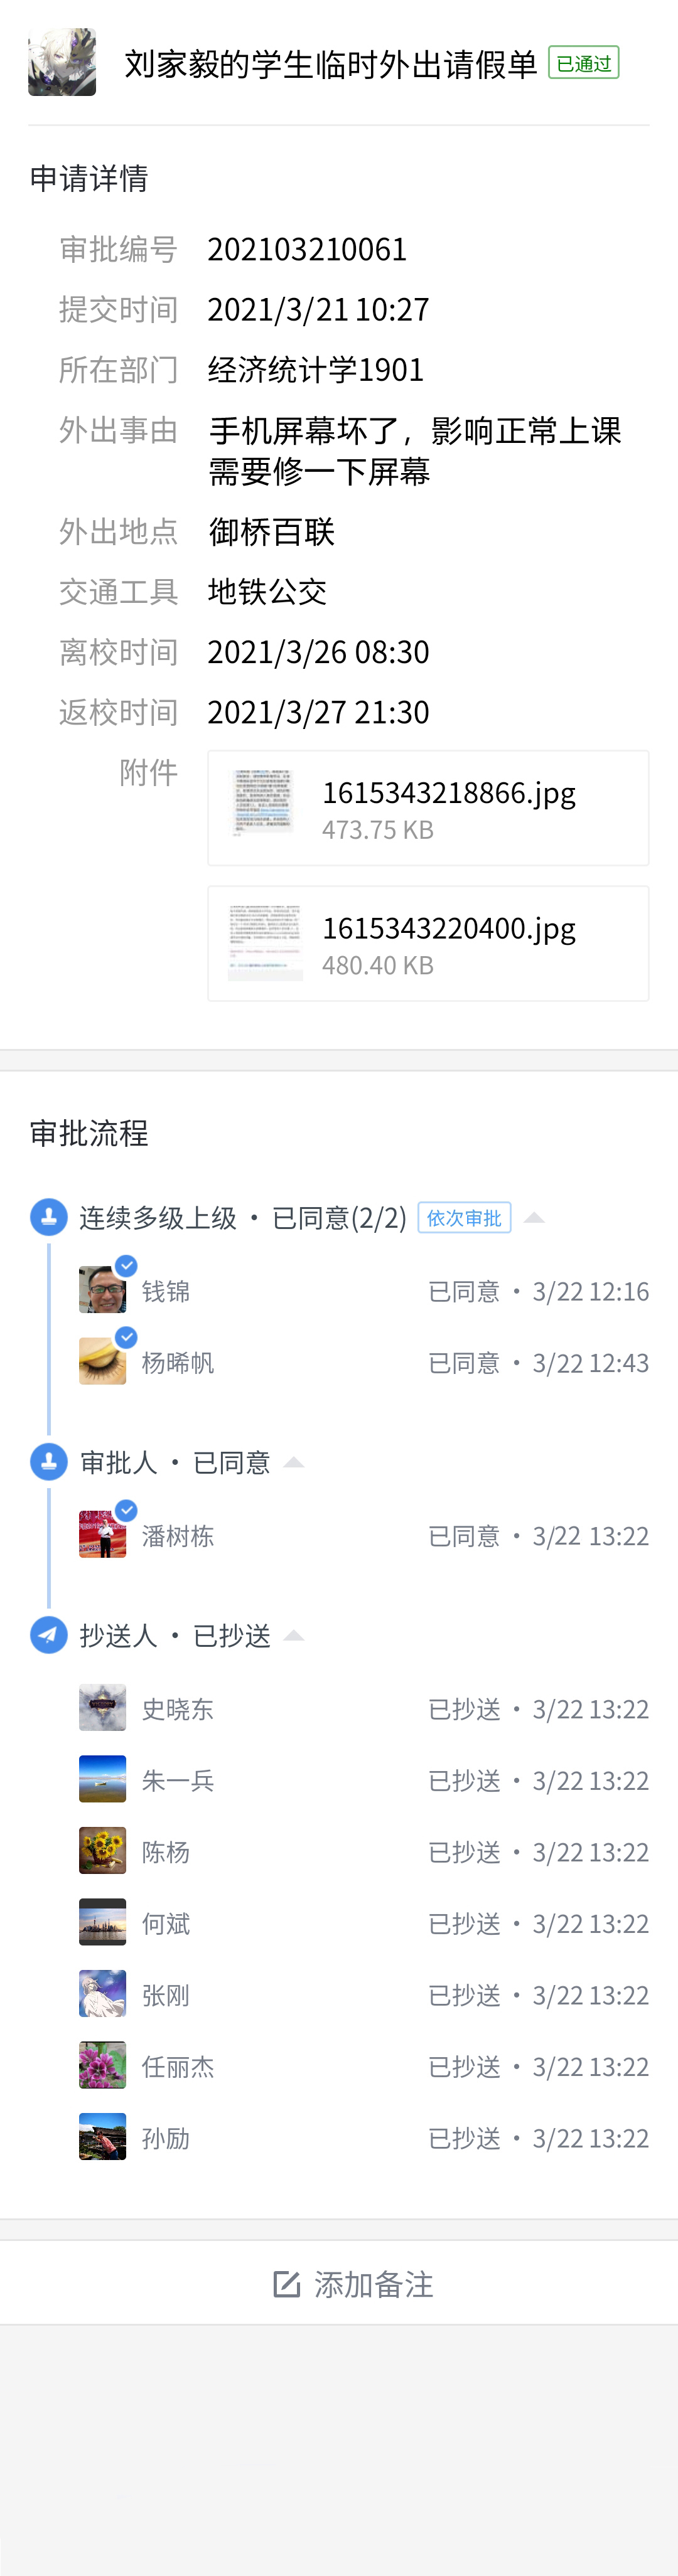 刘家毅的学生临时外出请假单 已通过
申请详情
审批编号 202103210061
提交时间 2021/3/21 10:27
所在部门 经济统计学1901
外出事由 手机屏幕坏了，影响正常上课
需要修一下屏幕
外出地点 御桥百联
交通工具 地铁公交
离校时间 2021/3/26 08:30
返校时间 2021/3/27 21:30
附件 1615343218866.jpg
473.75 KB
1615343220400.jpg
480.40 KB
审批流程
连续多级上级 · 已同意(2/2) 依次审批
钱锦 已同意 · 3/22 12:16
杨晞帆 已同意 · 3/22 12:43
审批人 · 已同意
潘树栋 已同意 · 3/22 13:22
抄送人 · 已抄送
史晓东 已抄送 · 3/22 13:22
朱一兵 已抄送 · 3/22 13:22
陈杨 已抄送 · 3/22 13:22
何斌 已抄送 · 3/22 13:22
张刚 已抄送 · 3/22 13:22
任丽杰 已抄送 · 3/22 13:22
孙励 已抄送 · 3/22 13:22
添加备注